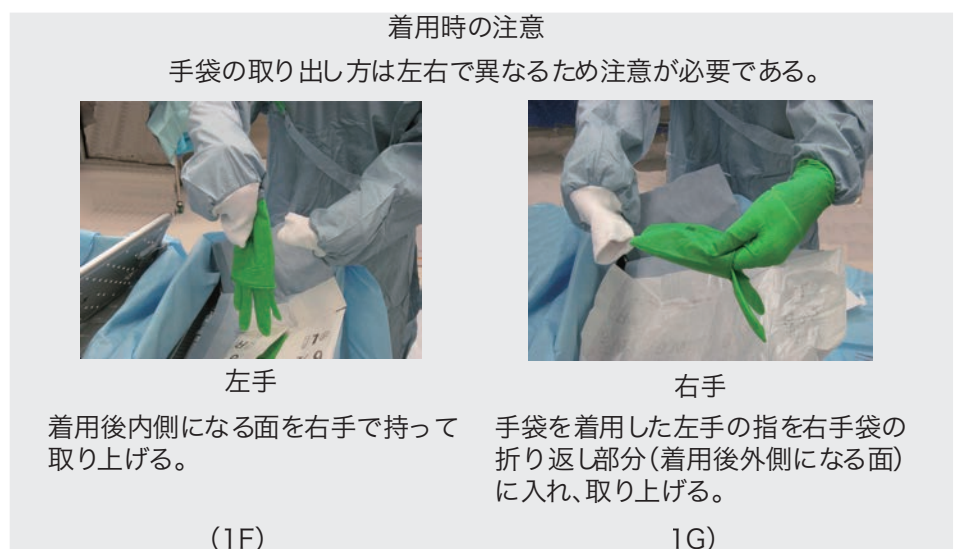 着用時の注意
手袋の取り出し方は左右で異なるため注意が必要である。
左手
着用後内側になる面を右手で持って
取り上げる。
(1F)
右手
手袋を着用した左手の指を右手袋の
折り返し部分(着用後外側になる面)
に入れ、取り上げる。
1G)